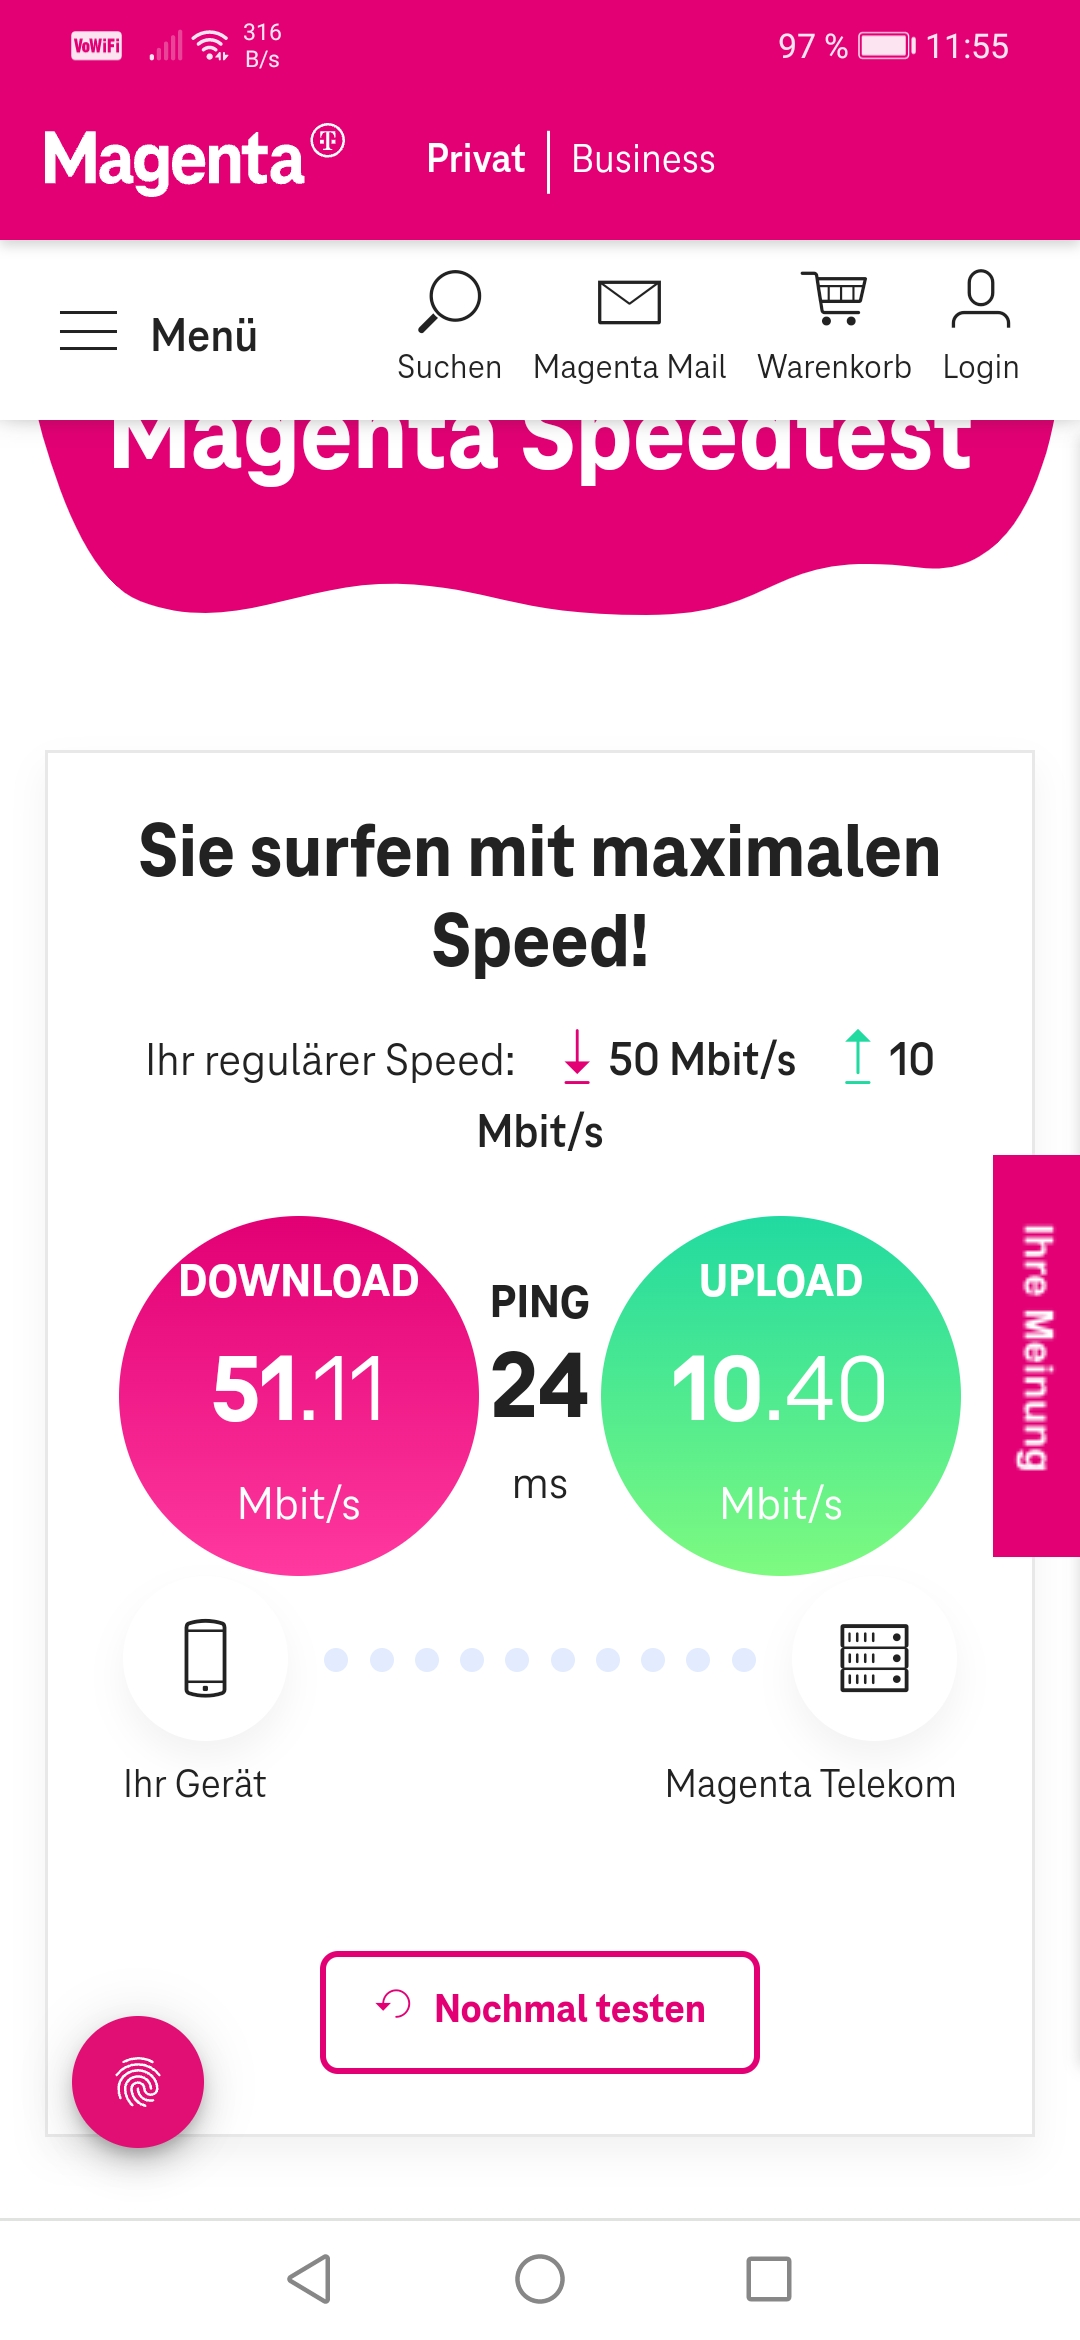 VoWiFi 316 B/s 97 % 11:55
Magenta T Privat Business
Menü Suchen Magenta Mail Warenkorb Login
Magenta Speedtest
Sie surfen mit maximalen
Speed!
Ihr regulärer Speed: 50 Mbit/s 10
Mbit/s
DOWNLOAD
51.11
Mbit/s
PING
24
ms
UPLOAD
10.40
Mbit/s
Ihre Meinung
Ihr Gerät
Magenta Telekom
Nochmal testen